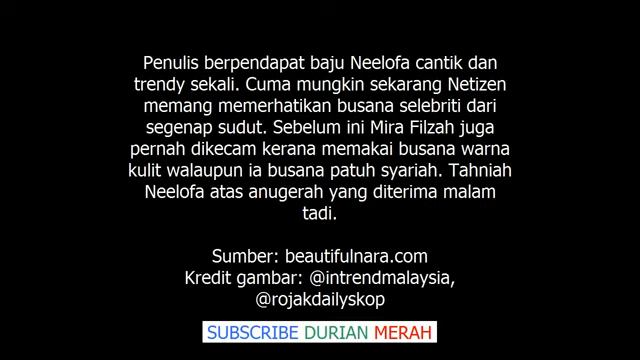 Penulis berpendapat baju Neelofa cantik dan
trendy sekali. Cuma mungkin sekarang Netizen
memang memerhatikan busana selebriti dari
segenap sudut. Sebelum ini Mira Filzah juga
pernah dikecam kerana memakai busana warna
kulit walaupun ia busana patuh syariah. Tahniah
Neelofa atas anugerah yang diterima malam
tadi.
Sumber: beautifulnara.com
Kredit gambar: @intrendmalaysia,
@rojakdailyskop
SUBSCRIBE DURIAN MERAH